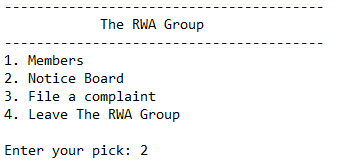 ----------------------------------------
The RWA Group
----------------------------------------
1. Members
2. Notice Board
3. File a complaint
4. Leave The RWA Group
Enter your pick: 2